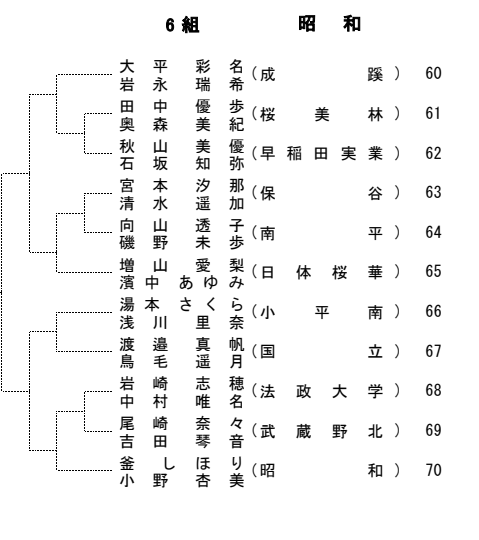 6組 昭和
大平彩名
岩永瑞希
(成蹊) 60
田中優歩
奥森美紀
(桜美林) 61
秋山美優
石坂知弥
(早稲田実業) 62
宮本汐那
清水遥加
(保谷) 63
向山透子
磯野未歩
(南平) 64
増山愛梨
濱中あゆみ
(日体桜華) 65
湯本さくら
浅川里奈
(小平南) 66
渡邉真帆
鳥毛遥月
(国立) 67
岩崎志穂
中村唯名
(法政大学) 68
尾崎奈々
吉田琴音
(武蔵野北) 69
釜しほり
小野杏美
(昭和) 70